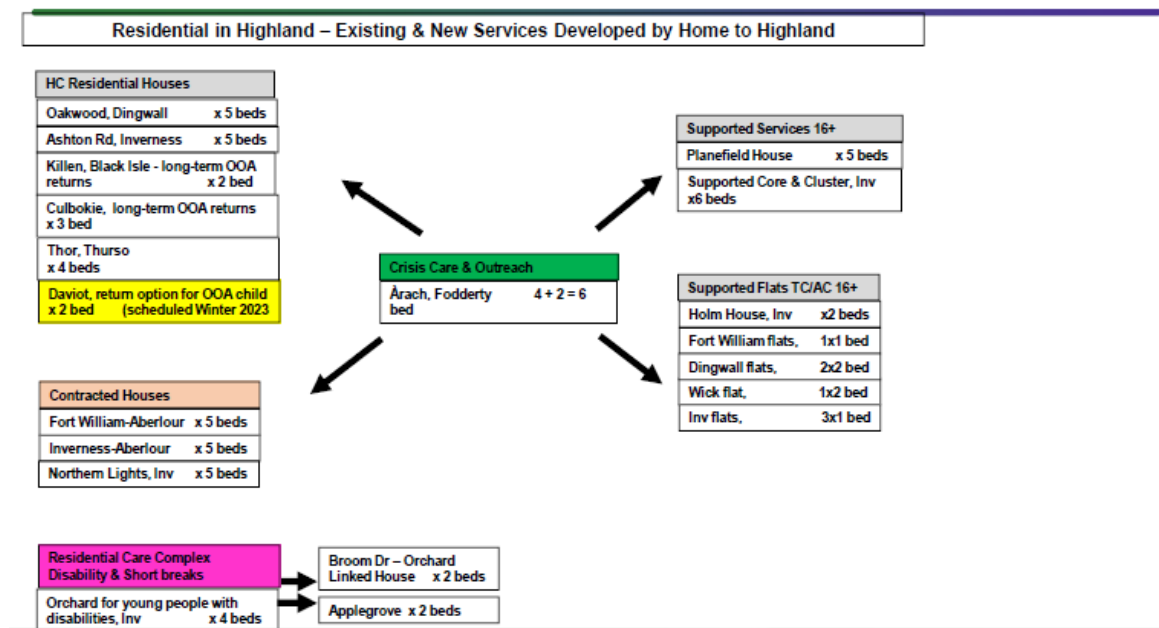 Residential in Highland – Existing & New Services Developed by Home to Highland
HC Residential Houses
Oakwood, Dingwall x 5 beds
Ashton Rd, Inverness x 5 beds
Killen, Black Isle - long-term OOA
returns x 2 bed
Culbokie, long-term OOA returns
x 3 bed
Thor, Thurso
x 4 beds
Daviot, return option for OOA child
x 2 bed (scheduled Winter 2023
Supported Services 16+
Planefield House x 5 beds
Supported Core & Cluster, Inv
x6 beds
Crisis Care & Outreach
Àrach, Fodderty 4 + 2 = 6
bed
Supported Flats TC/AC 16+
Holm House, Inv x2 beds
Fort William flats, 1x1 bed
Dingwall flats, 2x2 bed
Wick flat, 1x2 bed
Inv flats, 3x1 bed
Contracted Houses
Fort William-Aberlour x 5 beds
Inverness-Aberlour x 5 beds
Northern Lights, Inv x 5 beds
Residential Care Complex
Disability & Short breaks
Orchard for young people with
disabilities, Inv x 4 beds
Broom Dr – Orchard
Linked House x 2 beds
Applegrove x 2 beds